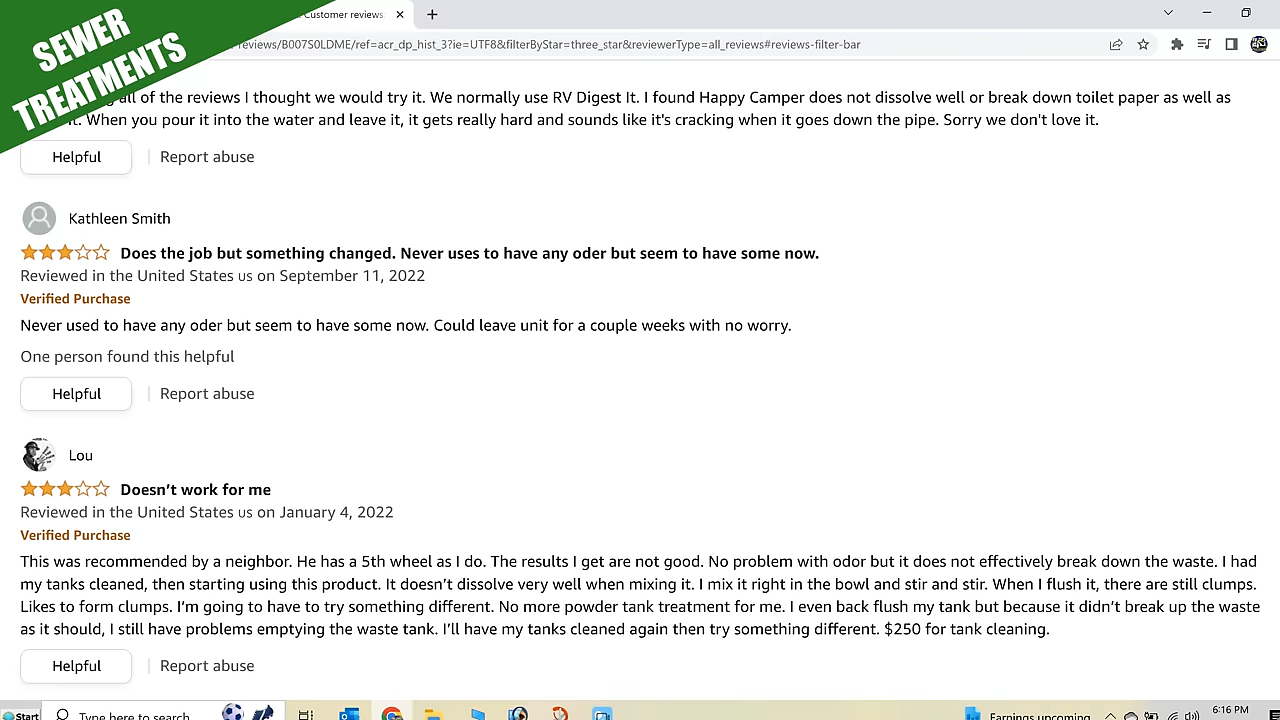 SEWER
TREATMENTS
Customer reviews:
reviews/B007S0LDME/ref=acr_dp_hist_3?ie=UTF8&filterByStar=three_star&reviewerType=all_reviews#reviews-filter-bar
all of the reviews I thought we would try it. We normally use RV Digest It. I found Happy Camper does not dissolve well or break down toilet paper as well as
it. When you pour it into the water and leave it, it gets really hard and sounds like it's cracking when it goes down the pipe. Sorry we don't love it.
Helpful | Report abuse
Kathleen Smith
Does the job but something changed. Never uses to have any oder but seem to have some now.
Reviewed in the United States US on September 11, 2022
Verified Purchase
Never used to have any oder but seem to have some now. Could leave unit for a couple weeks with no worry.
One person found this helpful
Helpful | Report abuse
Lou
Doesn’t work for me
Reviewed in the United States US on January 4, 2022
Verified Purchase
This was recommended by a neighbor. He has a 5th wheel as I do. The results I get are not good. No problem with odor but it does not effectively break down the waste. I had
my tanks cleaned, then starting using this product. It doesn’t dissolve very well when mixing it. I mix it right in the bowl and stir and stir. When I flush it, there are still clumps.
Likes to form clumps. I’m going to have to try something different. No more powder tank treatment for me. I even back flush my tank but because it didn’t break up the waste
as it should, I still have problems emptying the waste tank. I’ll have my tanks cleaned again then try something different. $250 for tank cleaning.
Helpful | Report abuse
Start
Type here to search
Earnings upcoming
6:16 PM